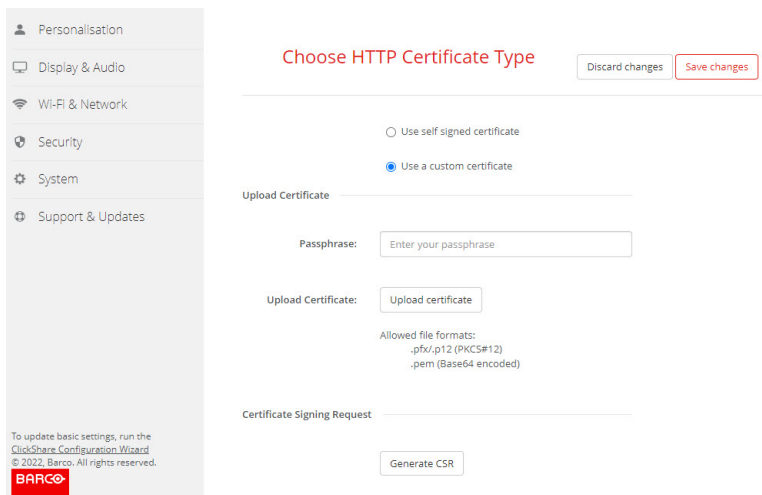 Personalisation
Display & Audio
Wi-Fi & Network
Security
System
Support & Updates
To update basic settings, run the
ClickShare Configuration Wizard
© 2022, Barco. All rights reserved.
BARCO
Choose HTTP Certificate Type
Discard changes
Save changes
Use self signed certificate
Use a custom certificate
Upload Certificate
Passphrase:
Enter your passphrase
Upload Certificate:
Upload certificate
Allowed file formats:
.pfx/.p12 (PKCS#12)
.pem (Base64 encoded)
Certificate Signing Request
Generate CSR